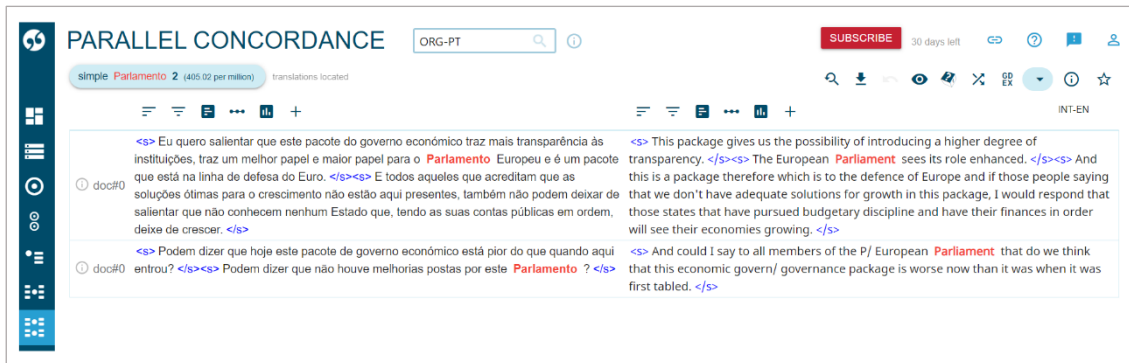 PARALLEL CONCORDANCE
ORG-PT
SUBSCRIBE
30 days left
simple Parlamento 2 (405.02 per million)
translations located
GD
EX
INT-EN
doc#0
<s> Eu quero salientar que este pacote do governo económico traz mais transparência às
instituições, traz um melhor papel e maior papel para o Parlamento Europeu e é um pacote
que está na linha de defesa do Euro. </s><s> E todos aqueles que acreditam que as
soluções ótimas para o crescimento não estão aqui presentes, também não podem deixar de
salientar que não conhecem nenhum Estado que, tendo as suas contas públicas em ordem,
deixe de crescer. </s>
<s> This package gives us the possibility of introducing a higher degree of
transparency. </s><s> The European Parliament sees its role enhanced. </s><s> And
this is a package therefore which is to the defence of Europe and if those people saying
that we don't have adequate solutions for growth in this package, I would respond that
those states that have pursued budgetary discipline and have their finances in order
will see their economies growing. </s>
doc#0
<s> Podem dizer que hoje este pacote de governo económico está pior do que quando aqui
entrou? </s><s> Podem dizer que não houve melhorias postas por este Parlamento ? </s>
<s> And could I say to all members of the P/ European Parliament that do we think
that this economic govern/ governance package is worse now than it was when it was
first tabled. </s>